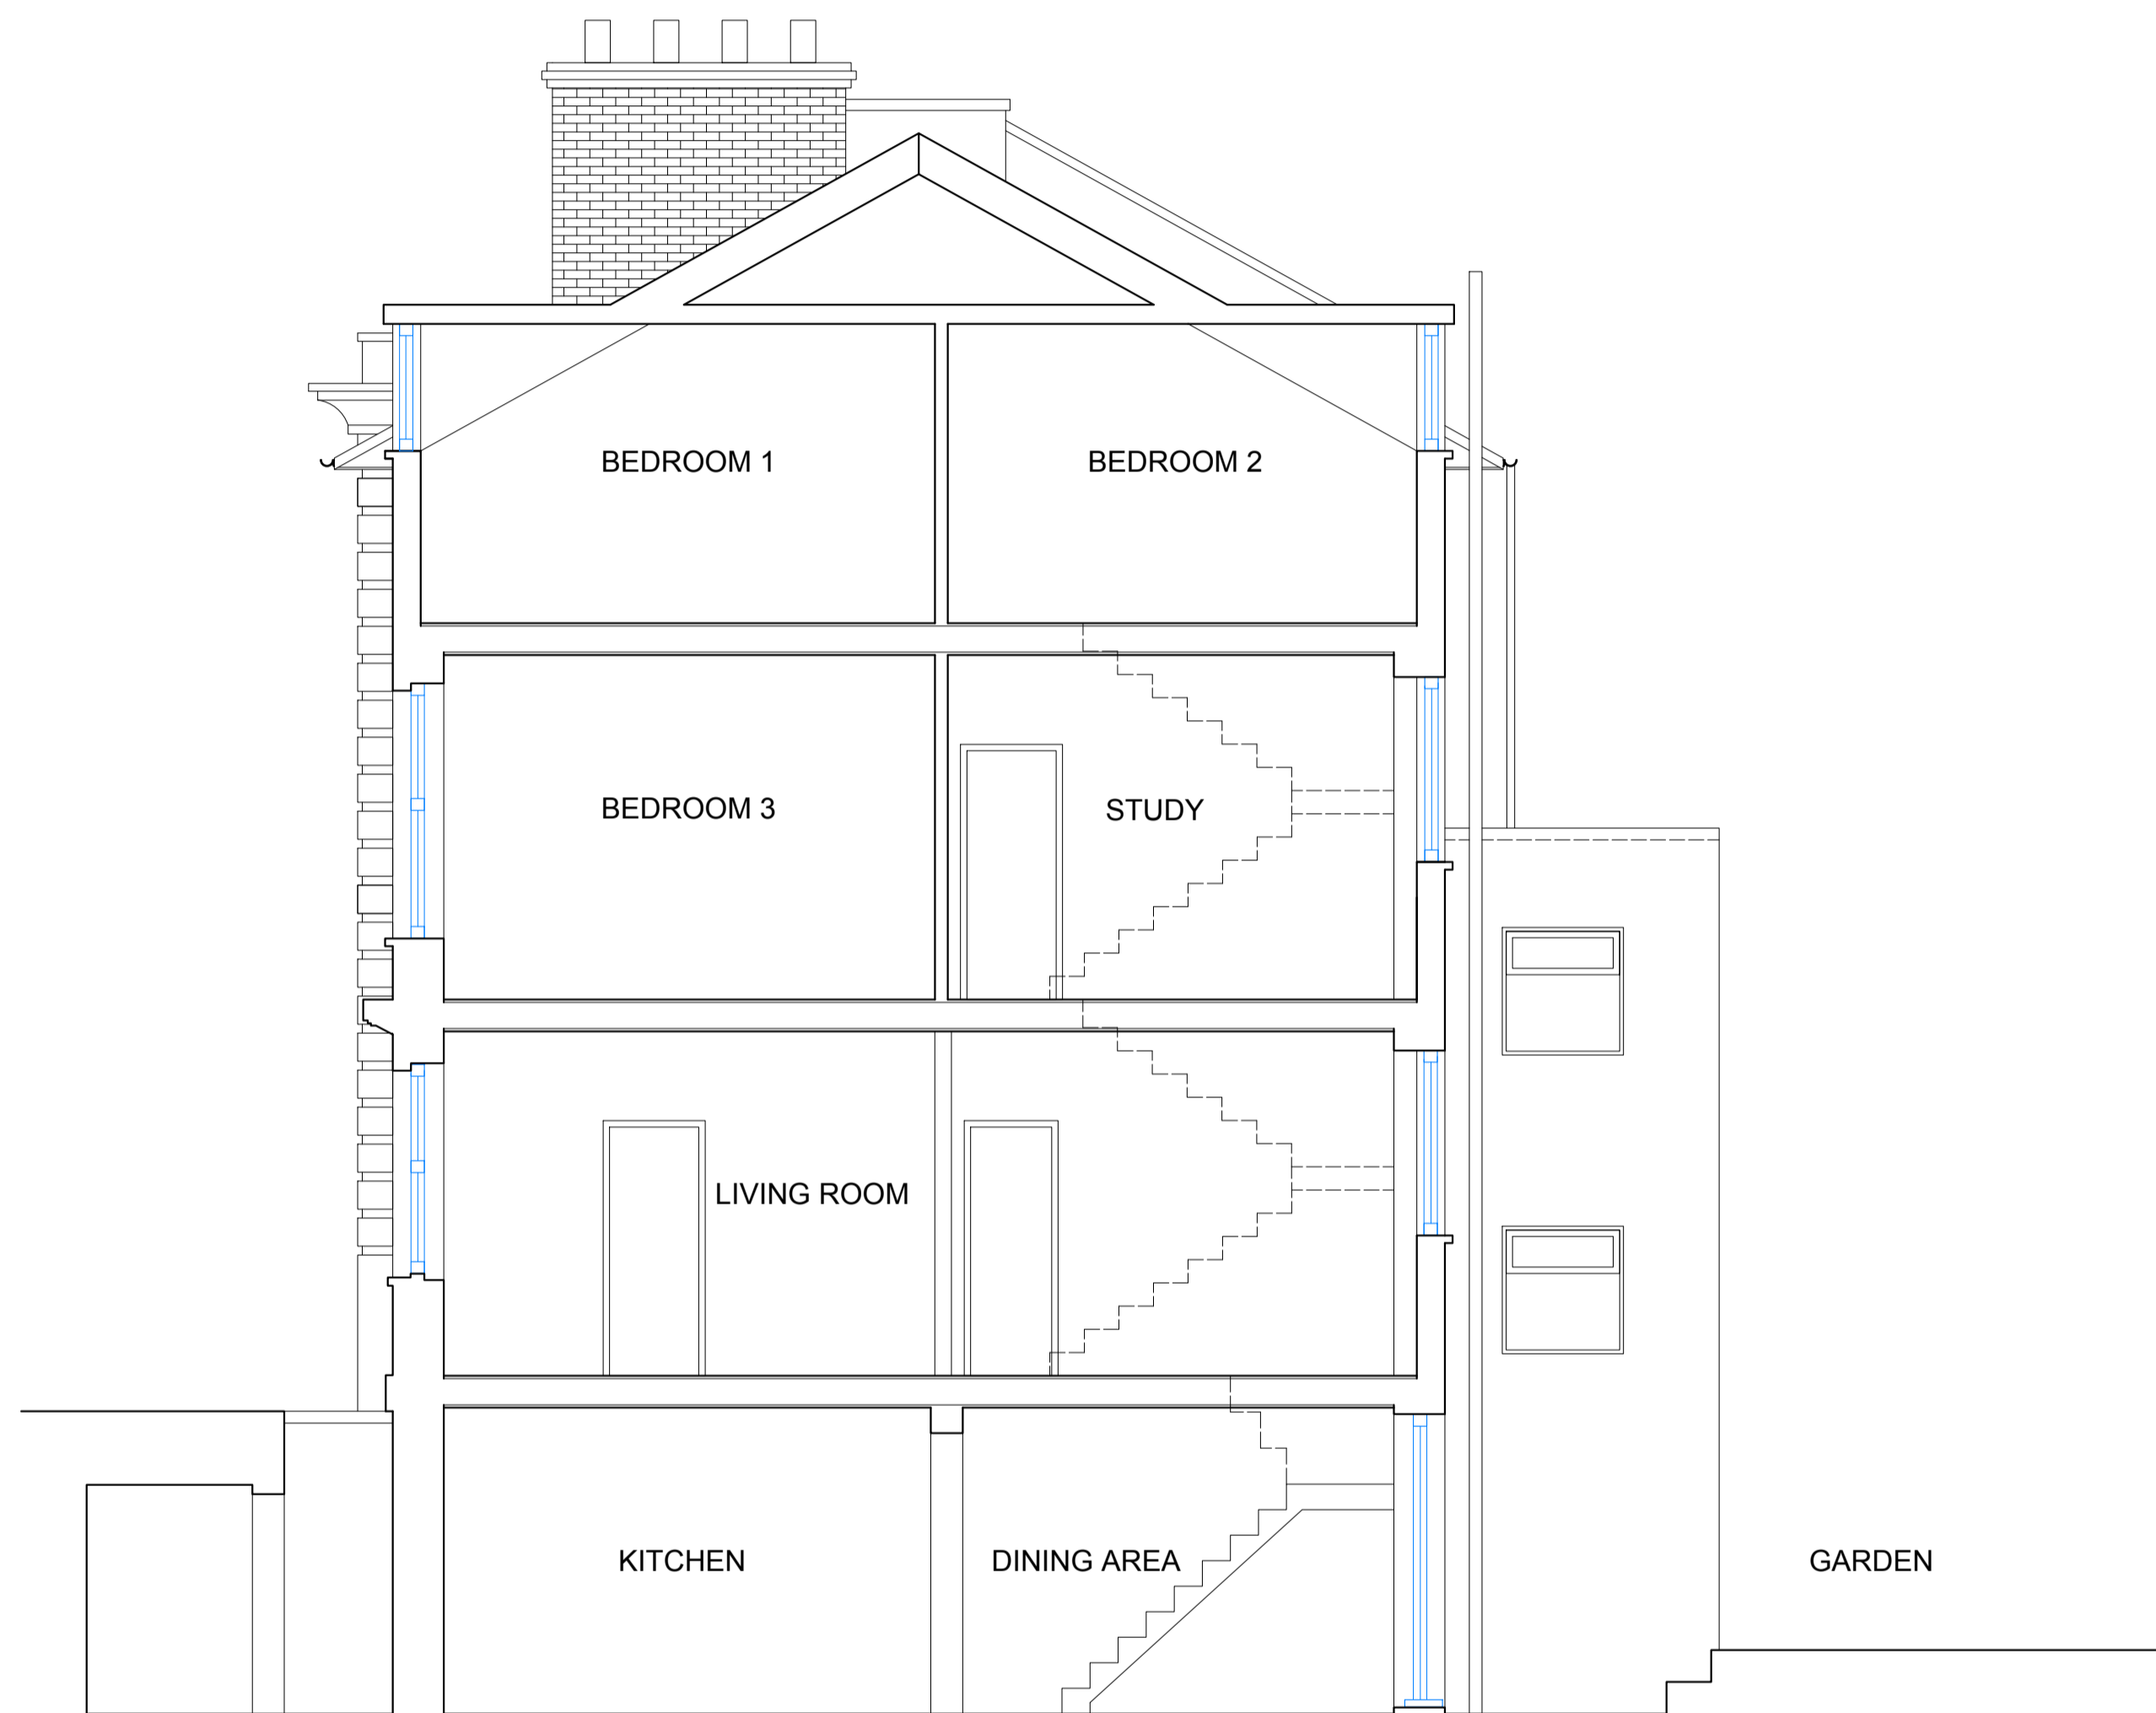 BEDROOM 1
BEDROOM 2
BEDROOM 3
STUDY
LIVING ROOM
KITCHEN
DINING AREA
GARDEN